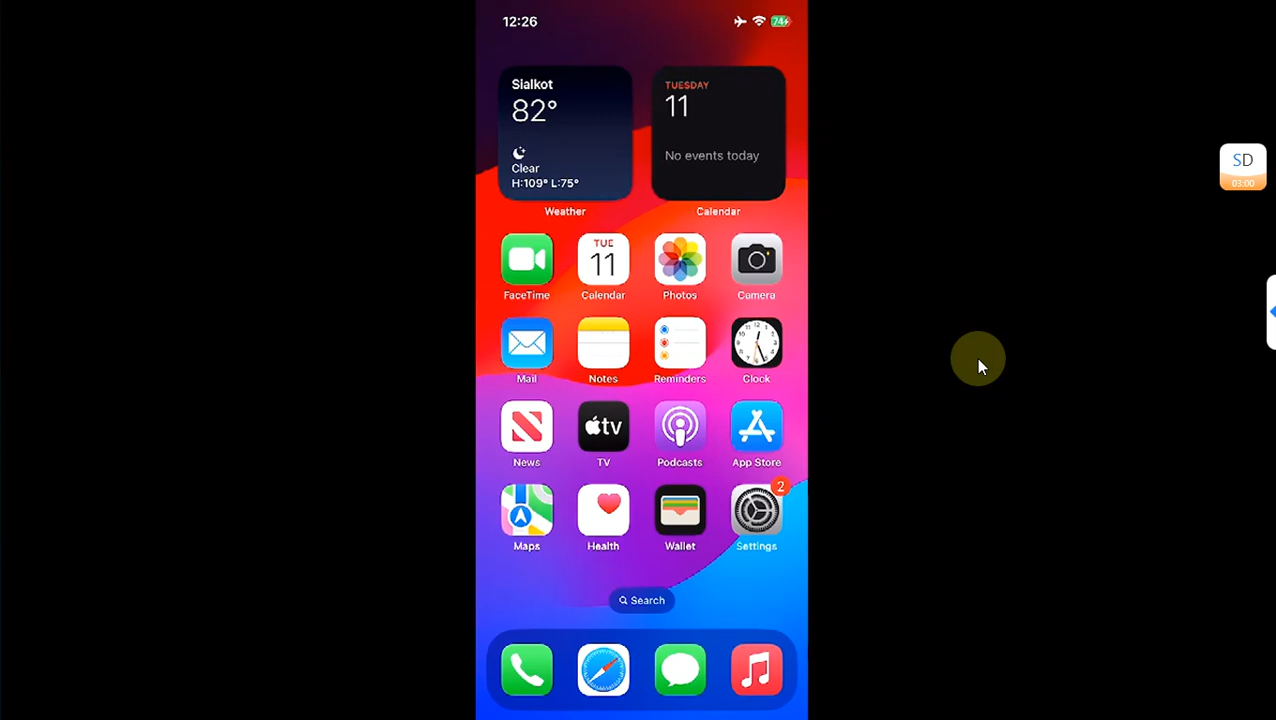 12:26
74
Sialkot
82°
Clear
H:109° L:75°
Weather
TUESDAY
11
No events today
Calendar
FaceTime
TUE
11
Calendar
Photos
Camera
Mail
Notes
Reminders
Clock
News
tv
TV
Podcasts
App Store
Maps
Health
Wallet
2
Settings
Search
SD
03:00